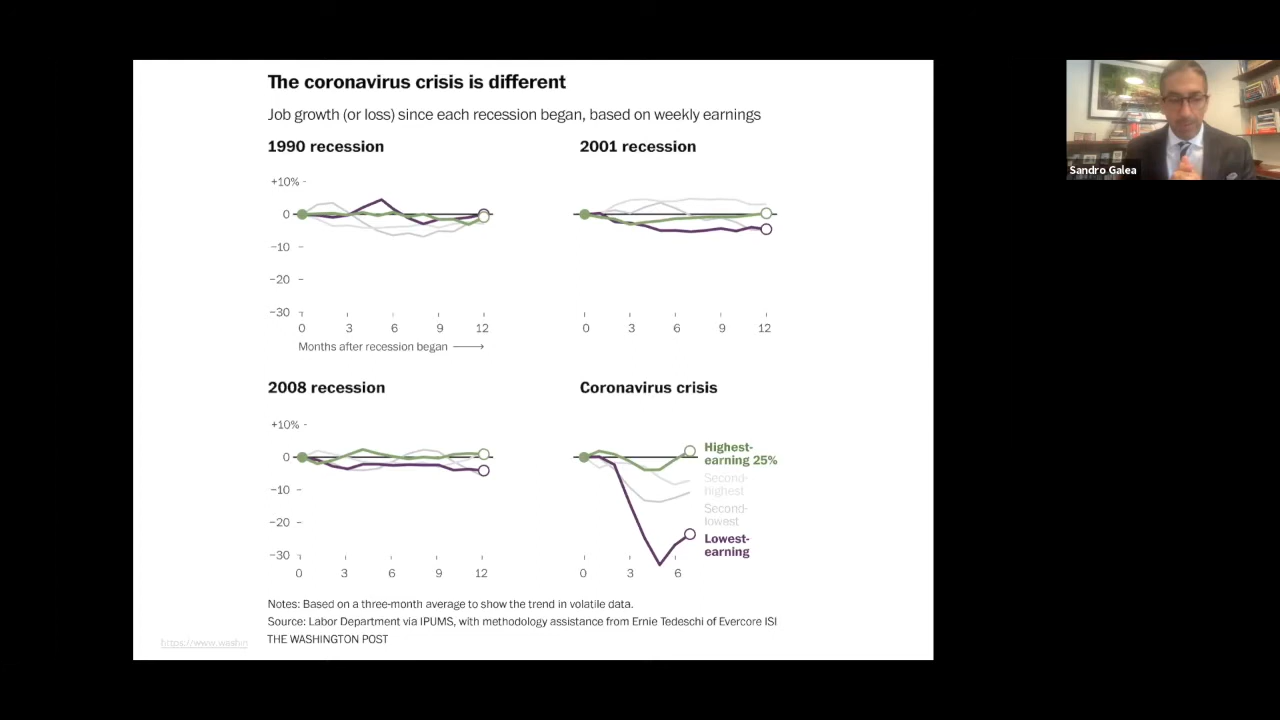 The coronavirus crisis is different
Job growth (or loss) since each recession began, based on weekly earnings
1990 recession
2001 recession
+10%
0
−10
−20
−30
0 3 6 9 12
0 3 6 9 12
Months after recession began
2008 recession
Coronavirus crisis
+10%
0
−10
−20
−30
0 3 6 9 12
0 3 6
Highest-
earning 25%
Second-
highest
Second-
lowest
Lowest-
earning
Notes: Based on a three-month average to show the trend in volatile data.
Source: Labor Department via IPUMS, with methodology assistance from Ernie Tedeschi of Evercore ISI
THE WASHINGTON POST
https://www.washin
Sandro Galea